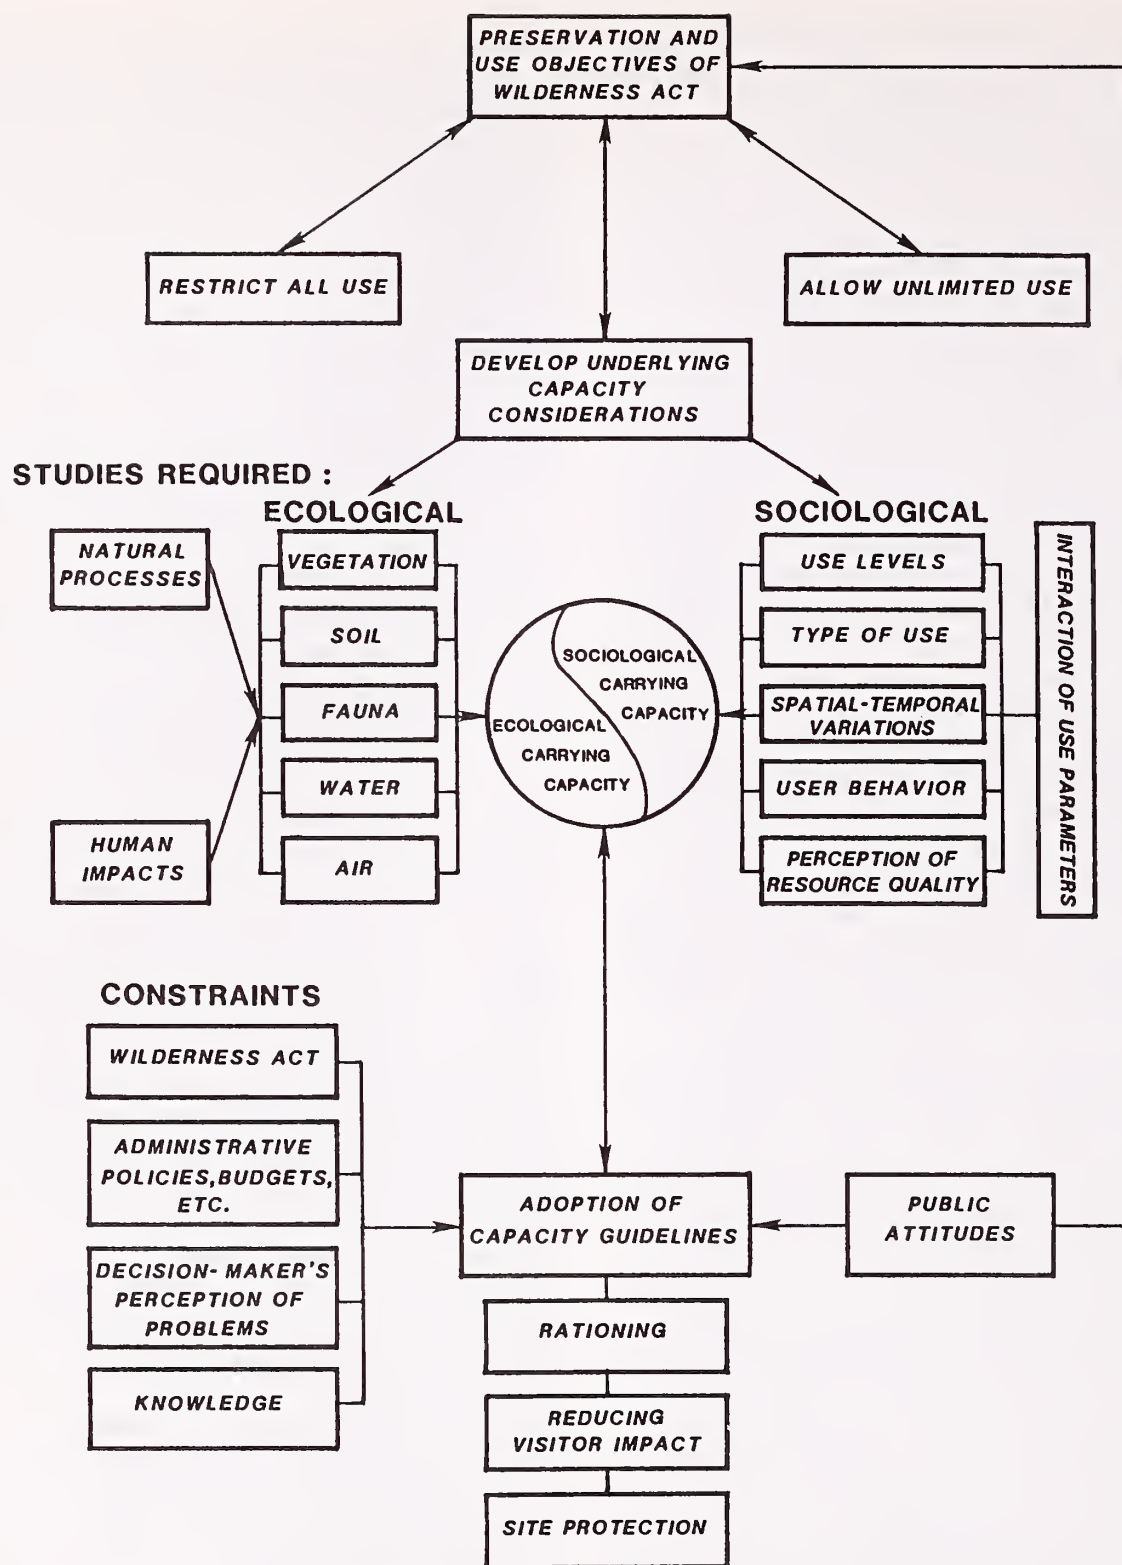 PRESERVATION AND
USE OBJECTIVES OF
WILDERNESS ACT
RESTRICT ALL USE
ALLOW UNLIMITED USE
DEVELOP UNDERLYING
CAPACITY
CONSIDERATIONS
STUDIES REQUIRED :
ECOLOGICAL
SOCIOLOGICAL
NATURAL
PROCESSES
HUMAN
IMPACTS
VEGETATION
SOIL
FAUNA
WATER
AIR
SOCIOLOGICAL
CARRYING
CAPACITY
ECOLOGICAL
CARRYING
CAPACITY
USE LEVELS
TYPE OF USE
SPATIAL-TEMPORAL
VARIATIONS
USER BEHAVIOR
PERCEPTION OF
RESOURCE QUALITY
INTERACTION OF USE PARAMETERS
CONSTRAINTS
WILDERNESS ACT
ADMINISTRATIVE
POLICIES,BUDGETS,
ETC.
DECISION- MAKER'S
PERCEPTION OF
PROBLEMS
KNOWLEDGE
ADOPTION OF
CAPACITY GUIDELINES
PUBLIC
ATTITUDES
RATIONING
REDUCING
VISITOR IMPACT
SITE PROTECTION